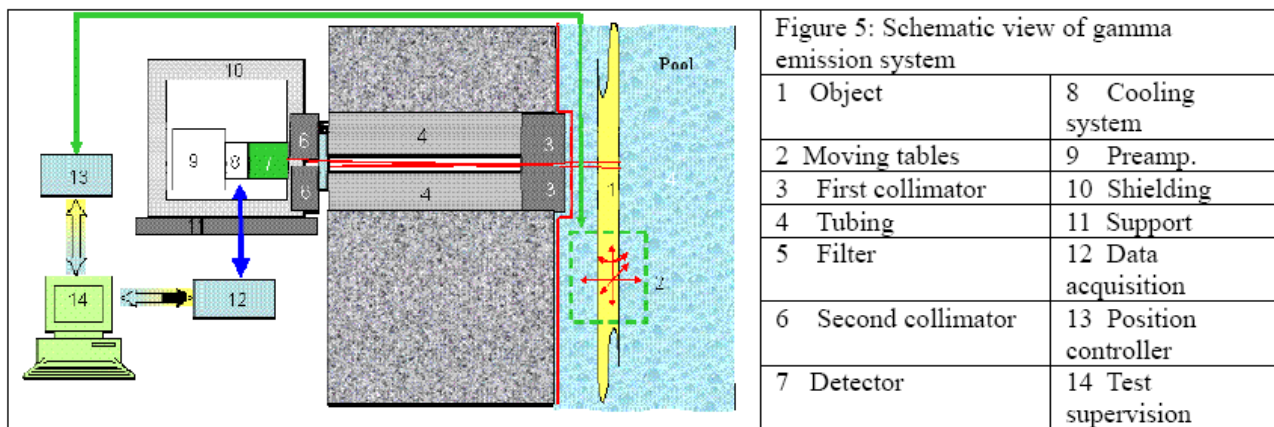 10
Pool
6
5
4
3
9
8
7
13
6
4
3
1
11
2
14
12
Figure 5: Schematic view of gamma
emission system
1 Object
8 Cooling
system
2 Moving tables
9 Preamp.
3 First collimator
10 Shielding
4 Tubing
11 Support
5 Filter
12 Data
acquisition
6 Second collimator
13 Position
controller
7 Detector
14 Test
supervision